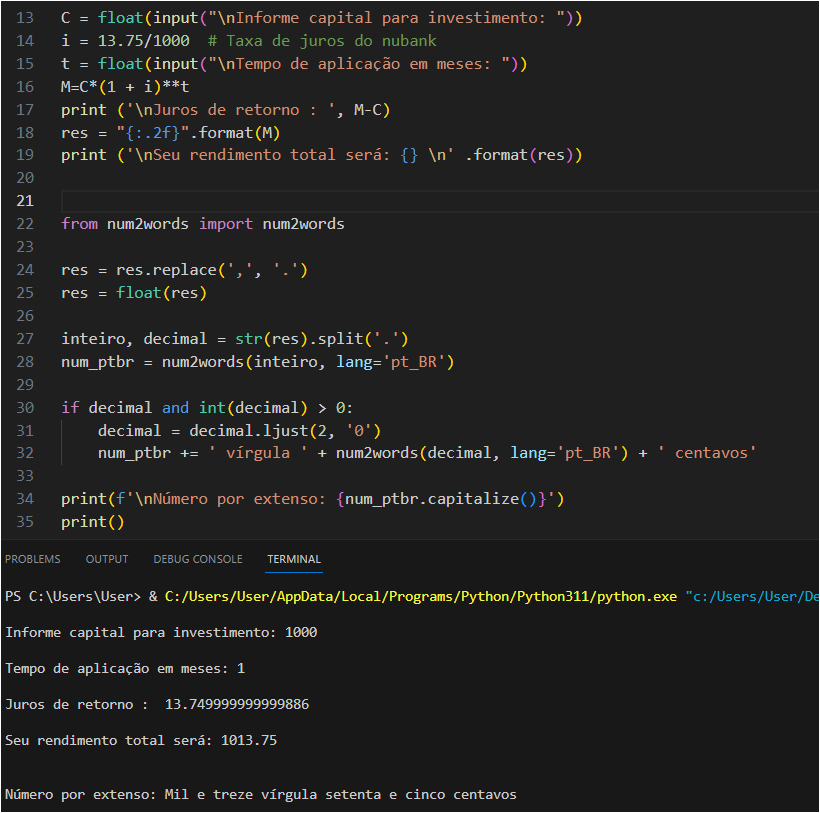 13 C = float(input("\nInforme capital para investimento: "))
14 i = 13.75/1000  # Taxa de juros do nubank
15 t = float(input("\nTempo de aplicação em meses: "))
16 M=C*(1 + i)**t
17 print ('\nJuros de retorno : ', M-C)
18 res = "{:.2f}".format(M)
19 print ('\nSeu rendimento total será: {} \n' .format(res))
20
21
22 from num2words import num2words
23
24 res = res.replace(',', '.')
25 res = float(res)
26
27 inteiro, decimal = str(res).split('.')
28 num_ptbr = num2words(inteiro, lang='pt_BR')
29
30 if decimal and int(decimal) > 0:
31     decimal = decimal.ljust(2, '0')
32     num_ptbr += ' vírgula ' + num2words(decimal, lang='pt_BR') + ' centavos'
33
34 print(f'\nNúmero por extenso: {num_ptbr.capitalize()}')
35 print()
PROBLEMS OUTPUT DEBUG CONSOLE TERMINAL
PS C:\Users\User> & C:/Users/User/AppData/Local/Programs/Python/Python311/python.exe "c:/Users/User/De
Informe capital para investimento: 1000
Tempo de aplicação em meses: 1
Juros de retorno :  13.749999999999886
Seu rendimento total será: 1013.75
Número por extenso: Mil e treze vírgula setenta e cinco centavos